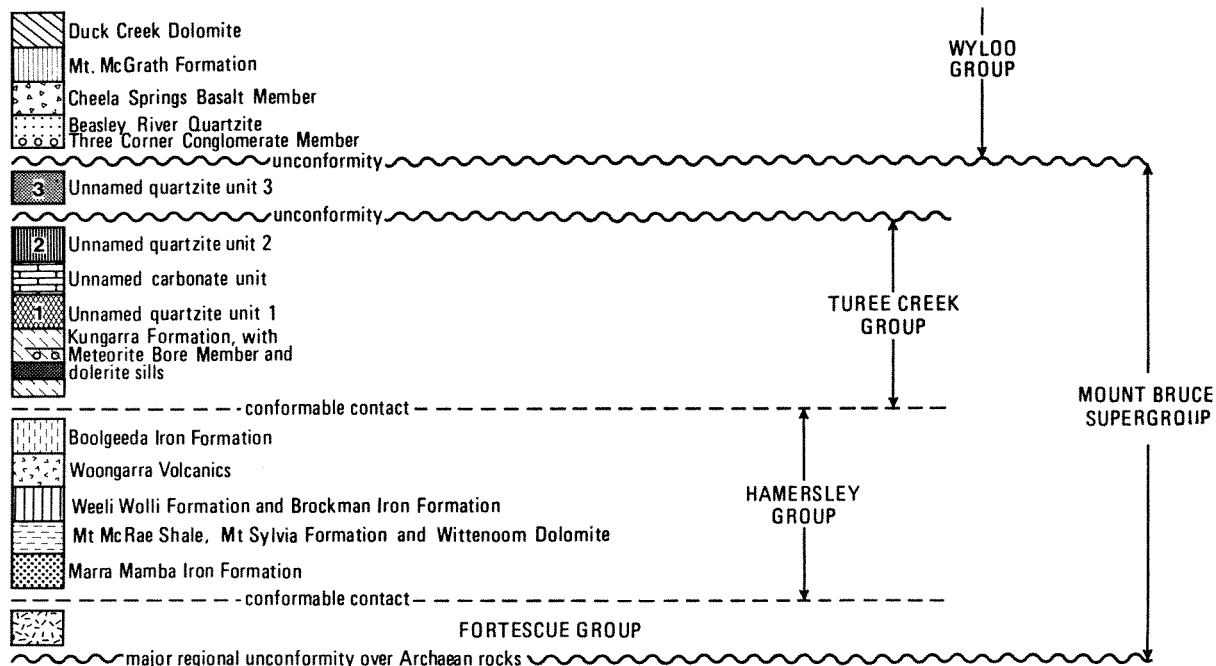 Duck Creek Dolomite
Mt. McGrath Formation
Cheela Springs Basalt Member
Beasley River Quartzite
Three Corner Conglomerate Member
WYLOO
GROUP
unconformity
3 Unnamed quartzite unit 3
unconformity
2 Unnamed quartzite unit 2
Unnamed carbonate unit
1 Unnamed quartzite unit 1
Kungarra Formation, with
Meteorite Bore Member and
dolerite sills
TUREE CREEK
GROUP
conformable contact
MOUNT BRUCE
SUPERGROUP
Boolgeeda Iron Formation
Woongarra Volcanics
Weeli Wolli Formation and Brockman Iron Formation
Mt McRae Shale, Mt Sylvia Formation and Wittenoom Dolomite
Marra Mamba Iron Formation
HAMERSLEY
GROUP
conformable contact
FORTESCUE GROUP
major regional unconformity over Archaean rocks